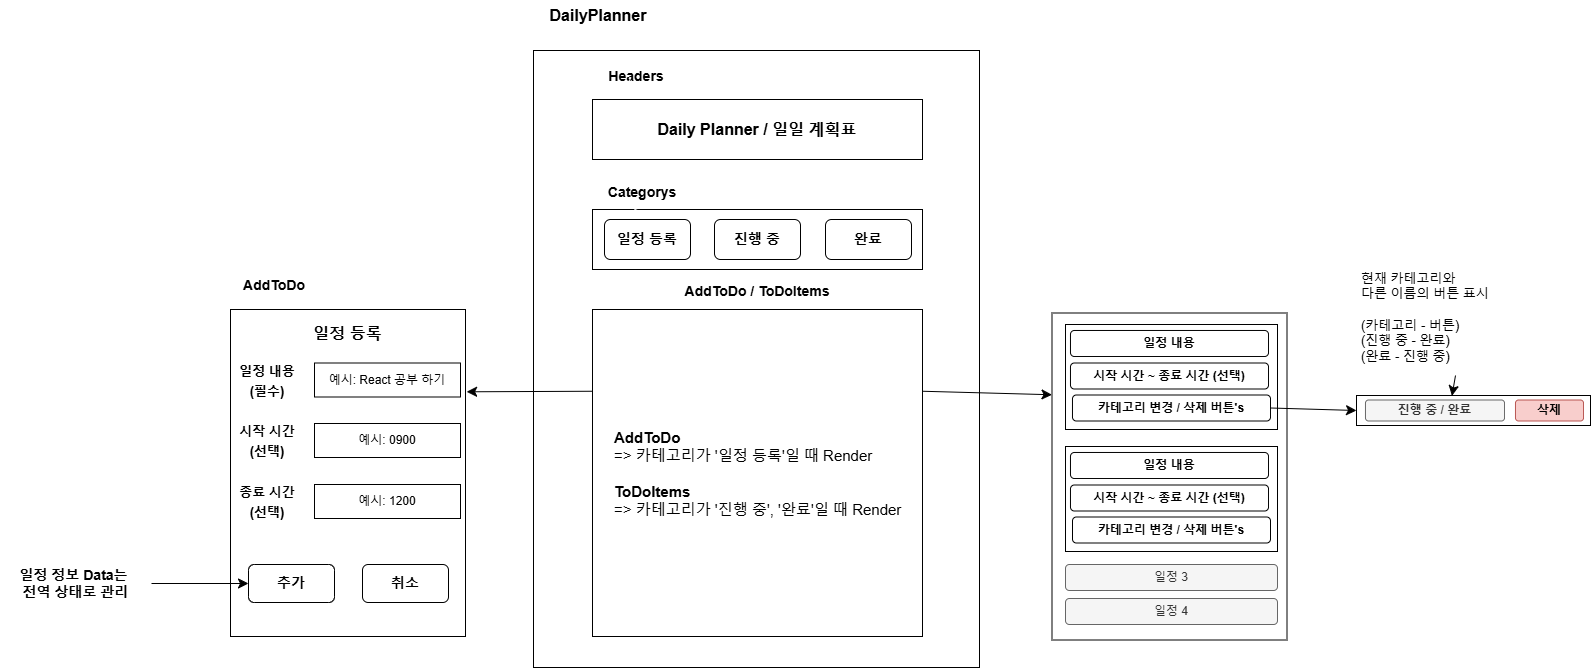 DailyPlanner
Headers
Daily Planner / 일일 계획표
Categorys
일정 등록
진행 중
완료
AddToDo / ToDoItems
AddToDo
=> 카테고리가 '일정 등록'일 때 Render
ToDoItems
=> 카테고리가 '진행 중', '완료'일 때 Render
AddToDo
일정 등록
일정 내용
(필수)
예시: React 공부 하기
시작 시간
(선택)
예시: 0900
종료 시간
(선택)
예시: 1200
추가
취소
일정 정보 Data는
전역 상태로 관리
일정 내용
시작 시간 ~ 종료 시간 (선택)
카테고리 변경 / 삭제 버튼's
일정 내용
시작 시간 ~ 종료 시간 (선택)
카테고리 변경 / 삭제 버튼's
일정 3
일정 4
현재 카테고리와
다른 이름의 버튼 표시
(카테고리 - 버튼)
(진행 중 - 완료)
(완료 - 진행 중)
진행 중 / 완료
삭제